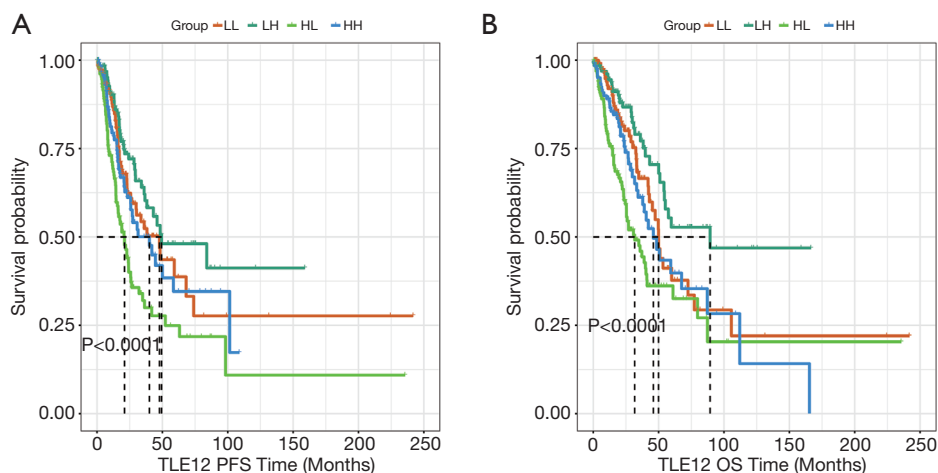 A
Group LL LH HL HH
1.00
0.75
0.50
0.25
0.00
Survival probability
P<0.0001
0 50 100 150 200 250
TLE12 PFS Time (Months)
B
Group LL LH HL HH
1.00
0.75
0.50
0.25
0.00
Survival probability
P<0.0001
0 50 100 150 200 250
TLE12 OS Time (Months)